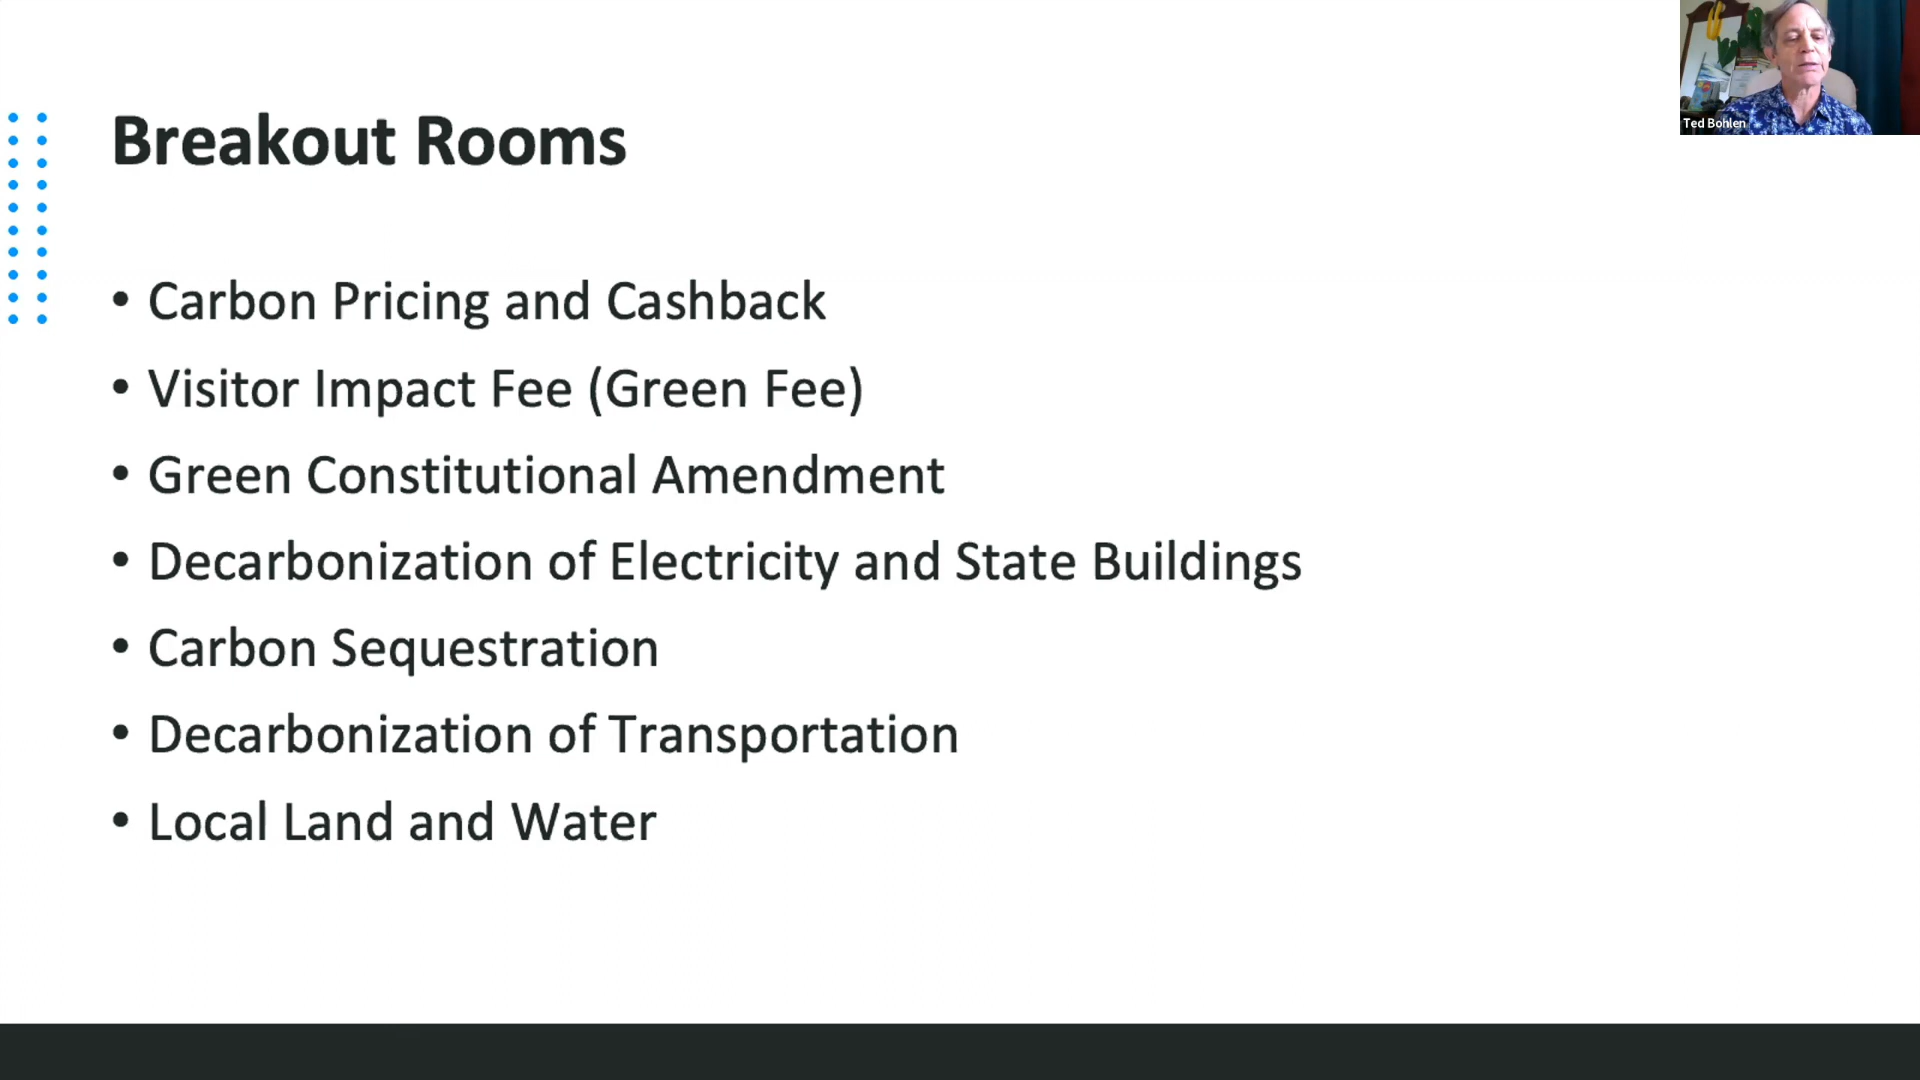 Breakout Rooms
• Carbon Pricing and Cashback
• Visitor Impact Fee (Green Fee)
• Green Constitutional Amendment
• Decarbonization of Electricity and State Buildings
• Carbon Sequestration
• Decarbonization of Transportation
• Local Land and Water
Ted Bohlen